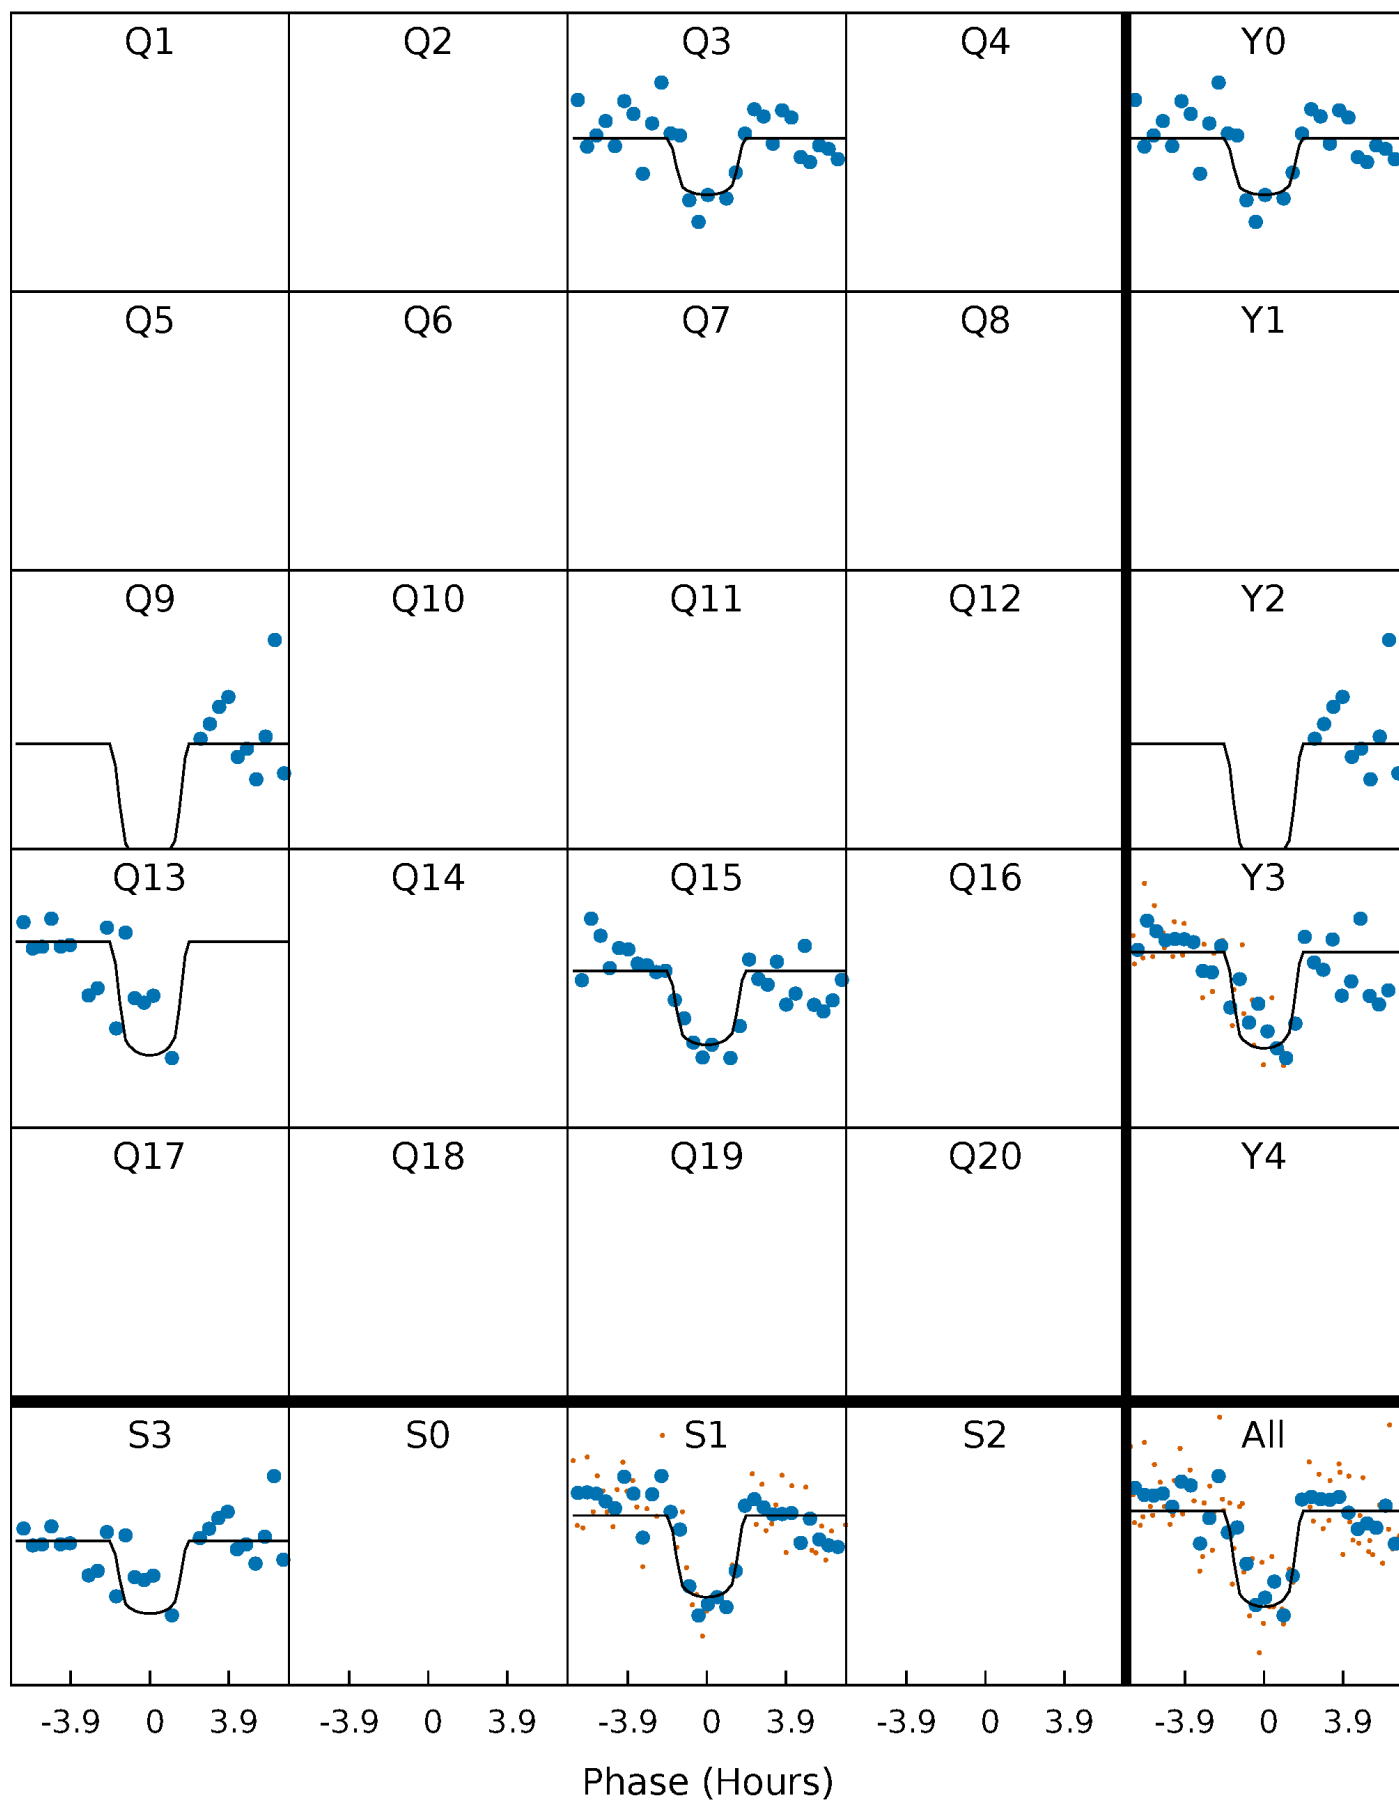 Q1 Q2 Q3 Q4 Y0
Q5 Q6 Q7 Q8 Y1
Q9 Q10 Q11 Q12 Y2
Q13 Q14 Q15 Q16 Y3
Q17 Q18 Q19 Q20 Y4
S3 S0 S1 S2 All
-3.9 0 3.9 -3.9 0 3.9 -3.9 0 3.9 -3.9 0 3.9 -3.9 0 3.9
Phase (Hours)